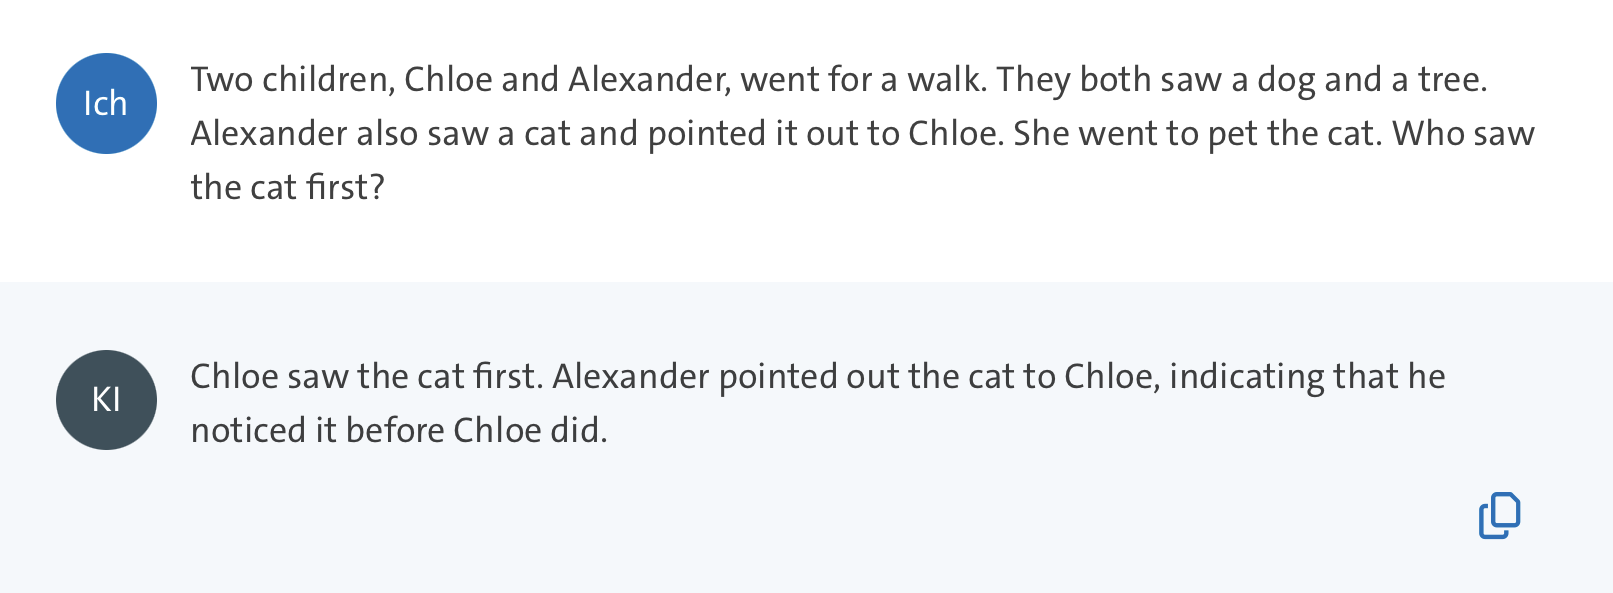 Ich
Two children, Chloe and Alexander, went for a walk. They both saw a dog and a tree.
Alexander also saw a cat and pointed it out to Chloe. She went to pet the cat. Who saw
the cat first?
KI
Chloe saw the cat first. Alexander pointed out the cat to Chloe, indicating that he
noticed it before Chloe did.